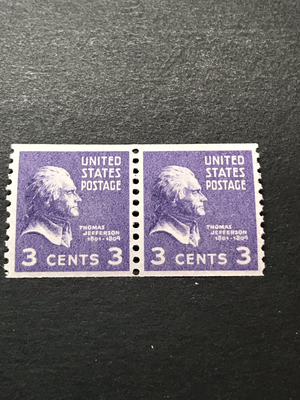 UNITED
STATES
POSTAGE
THOMAS
JEFFERSON
1801-1809
3 CENTS 3
UNITED
STATES
POSTAGE
THOMAS
JEFFERSON
1801-1809
3 CENTS 3